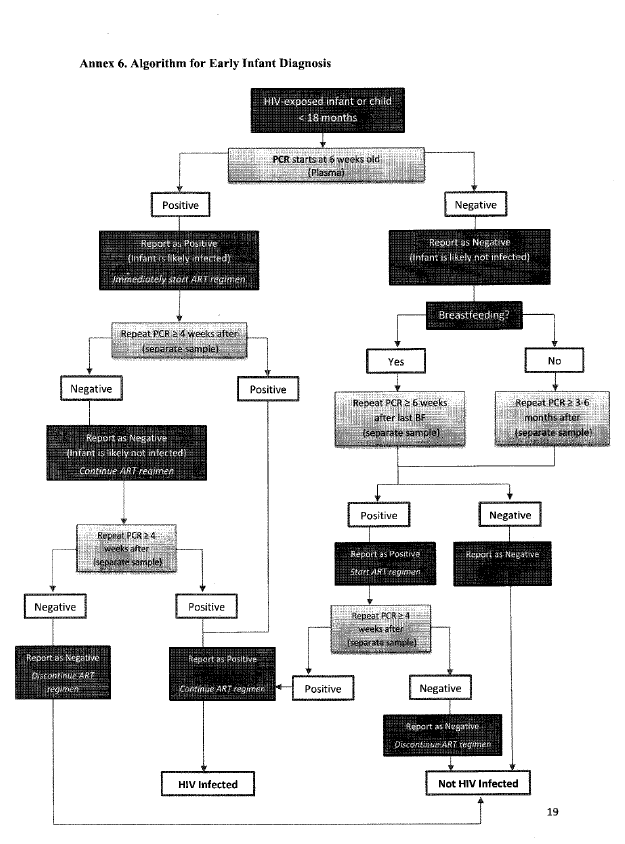 Annex 6. Algorithm for Early Infant Diagnosis
HIV-exposed infant or child
< 18 months
PCR starts at 6 weeks old
(Plasma)
Positive
Negative
Report as Positive
(Infant is likely infected)
Immediately start ART regimen
Report as Negative
(Infant is likely not infected)
Breastfeeding?
Repeat PCR ≥ 4 weeks after
(separate sample)
Yes
No
Negative
Positive
Repeat PCR ≥ 6 weeks
after last BF
(separate sample)
Repeat PCR ≥ 3-6
months after
(separate sample)
Report as Negative
(Infant is likely not infected)
Continue ART regimen
Positive
Negative
Repeat PCR ≥ 4
weeks after
(separate sample)
Report as Positive
Start ART regimen
Report as Negative
Negative
Positive
Repeat PCR ≥ 4
weeks after
(separate sample)
Report as Negative
Discontinue ART
regimen
Report as Positive
Continue ART regimen
Positive
Negative
Report as Negative
Discontinue ART regimen
HIV Infected
Not HIV Infected
19